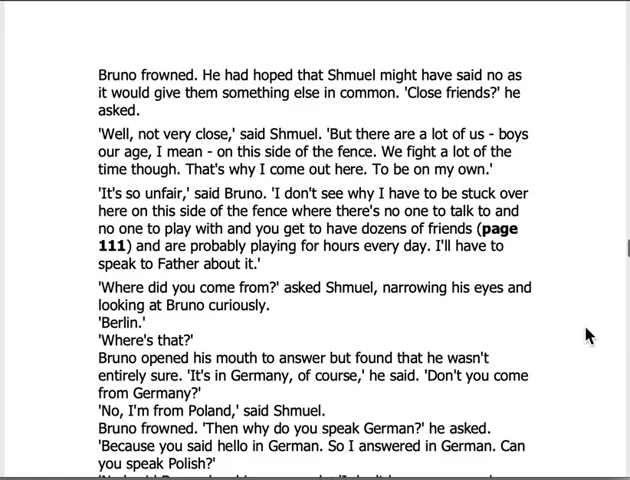 Bruno frowned. He had hoped that Shmuel might have said no as
it would give them something else in common. 'Close friends?' he
asked.
'Well, not very close,' said Shmuel. 'But there are a lot of us - boys
our age, I mean - on this side of the fence. We fight a lot of the
time though. That's why I come out here. To be on my own.'
'It's so unfair,' said Bruno. 'I don't see why I have to be stuck over
here on this side of the fence where there's no one to talk to and
no one to play with and you get to have dozens of friends (page
111) and are probably playing for hours every day. I'll have to
speak to Father about it.'
'Where did you come from?' asked Shmuel, narrowing his eyes and
looking at Bruno curiously.
'Berlin.'
'Where's that?'
Bruno opened his mouth to answer but found that he wasn't
entirely sure. 'It's in Germany, of course,' he said. 'Don't you come
from Germany?'
'No, I'm from Poland,' said Shmuel.
Bruno frowned. 'Then why do you speak German?' he asked.
'Because you said hello in German. So I answered in German. Can
you speak Polish?'